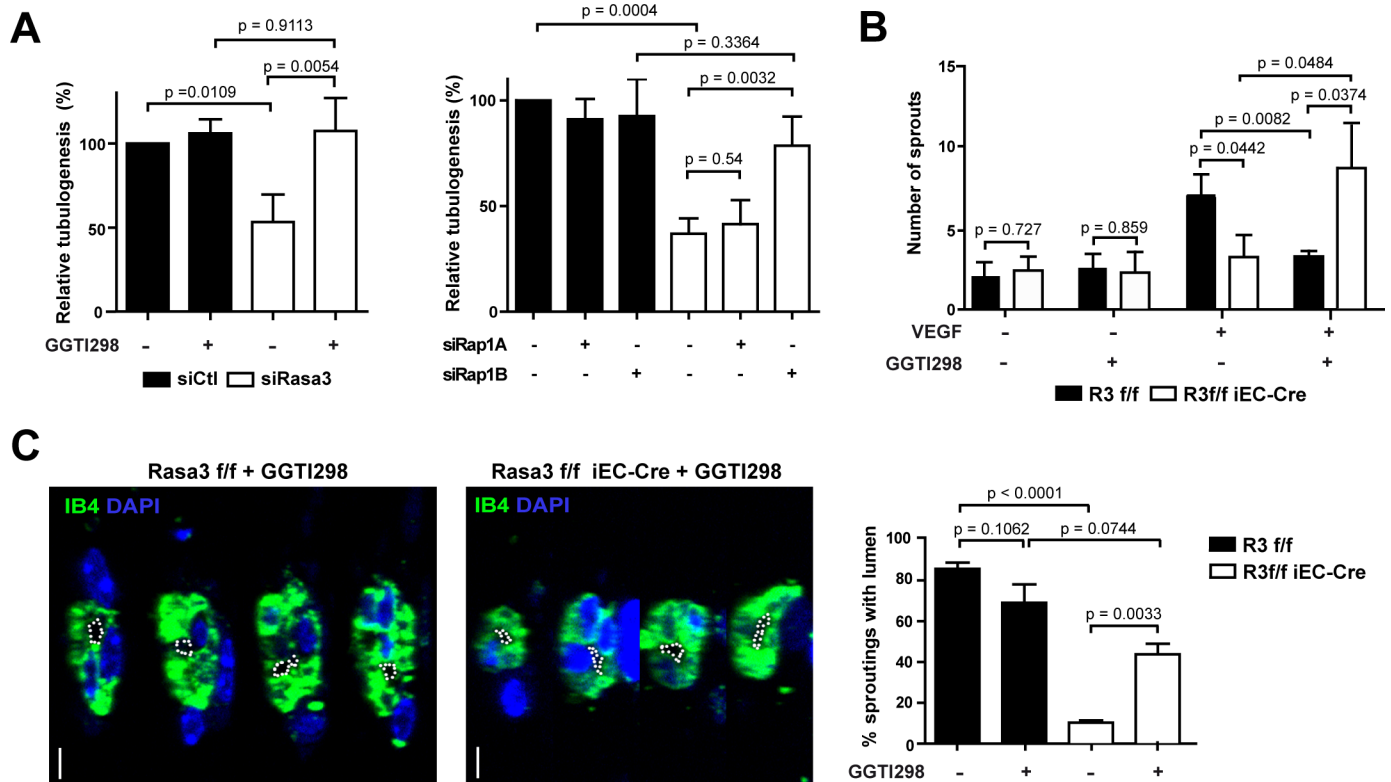 A
p = 0.9113
p = 0.0054
p =0.0109
Relative tubulogenesis (%)
100
50
0
GGTI298 - + - +
siCtl siRasa3
p = 0.0004
p = 0.3364
p = 0.0032
p = 0.54
Relative tubulogenesis (%)
100
50
0
siRap1A - + - - + -
siRap1B - - + - - +
B
p = 0.0484
p = 0.0374
p = 0.0082
p = 0.0442
p = 0.727
p = 0.859
Number of sprouts
15
10
5
0
VEGF - - + +
GGTI298 - + - +
R3 f/f R3f/f iEC-Cre
C
Rasa3 f/f + GGTI298
IB4 DAPI
Rasa3 f/f iEC-Cre + GGTI298
IB4 DAPI
p < 0.0001
p = 0.1062
p = 0.0744
p = 0.0033
% sproutings with lumen
100
80
60
40
20
0
GGTI298 - + - +
R3 f/f
R3f/f iEC-Cre